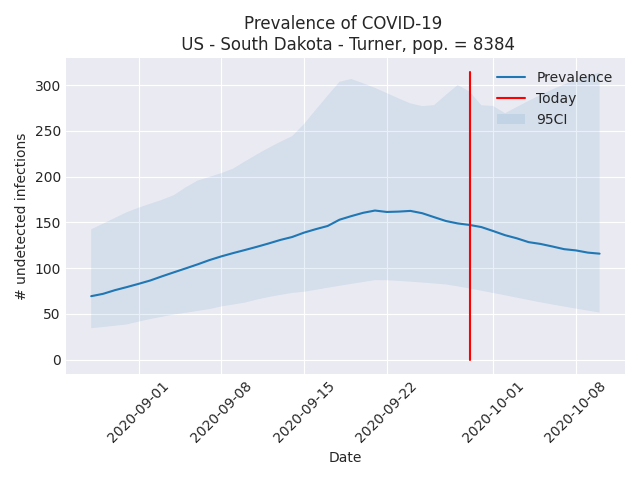 Prevalence of COVID-19
US - South Dakota - Turner, pop. = 8384
Prevalence
Today
95CI
# undetected infections
300
250
200
150
100
50
0
2020-09-01
2020-09-08
2020-09-15
2020-09-22
2020-10-01
2020-10-08
Date